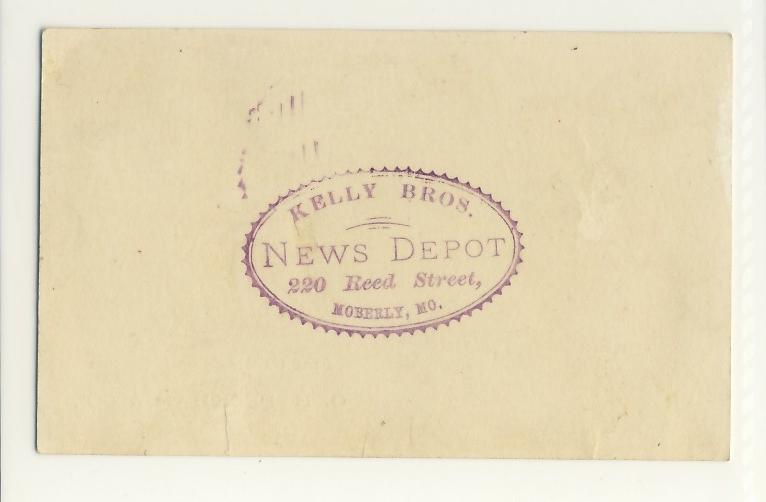 KELLY BROS.
NEWS DEPOT
220 Reed Street,
MOBERLY, MO.